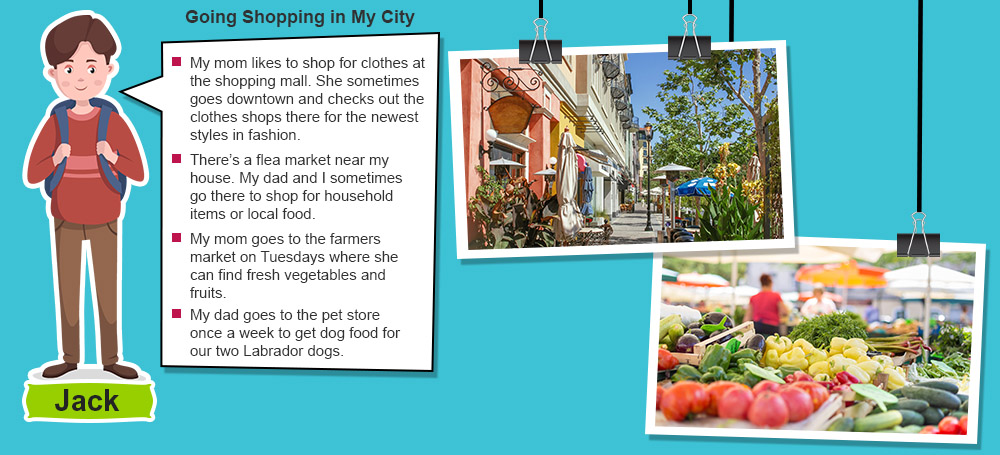 Going Shopping in My City
My mom likes to shop for clothes at
the shopping mall. She sometimes
goes downtown and checks out the
clothes shops there for the newest
styles in fashion.
There's a flea market near my
house. My dad and I sometimes
go there to shop for household
items or local food.
My mom goes to the farmers
market on Tuesdays where she
can find fresh vegetables and
fruits.
My dad goes to the pet store
once a week to get dog food for
our two Labrador dogs.
Jack